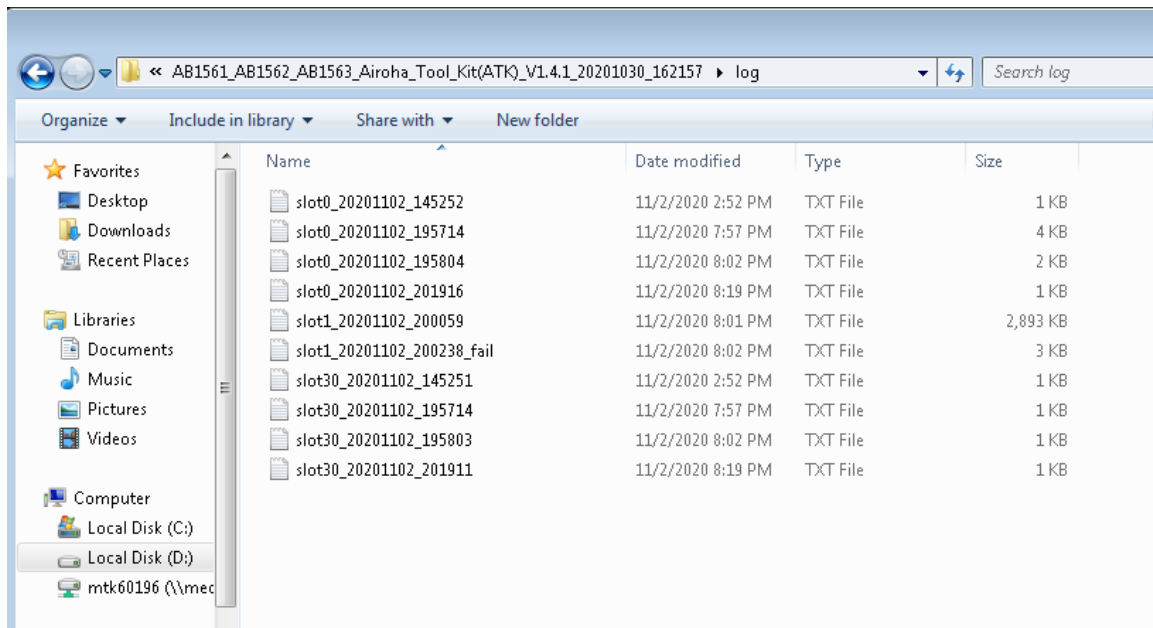 « AB1561_AB1562_AB1563_Airoha_Tool_Kit(ATK)_V1.4.1_20201030_162157 ▸ log
Search log
Organize Include in library Share with New folder
Favorites
Desktop
Downloads
Recent Places
Libraries
Documents
Music
Pictures
Videos
Computer
Local Disk (C:)
Local Disk (D:)
mtk60196 (\\mec
Name Date modified Type Size
slot0_20201102_145252 11/2/2020 2:52 PM TXT File 1 KB
slot0_20201102_195714 11/2/2020 7:57 PM TXT File 4 KB
slot0_20201102_195804 11/2/2020 8:02 PM TXT File 2 KB
slot0_20201102_201916 11/2/2020 8:19 PM TXT File 1 KB
slot1_20201102_200059 11/2/2020 8:01 PM TXT File 2,893 KB
slot1_20201102_200238_fail 11/2/2020 8:02 PM TXT File 3 KB
slot30_20201102_145251 11/2/2020 2:52 PM TXT File 1 KB
slot30_20201102_195714 11/2/2020 7:57 PM TXT File 1 KB
slot30_20201102_195803 11/2/2020 8:02 PM TXT File 1 KB
slot30_20201102_201911 11/2/2020 8:19 PM TXT File 1 KB